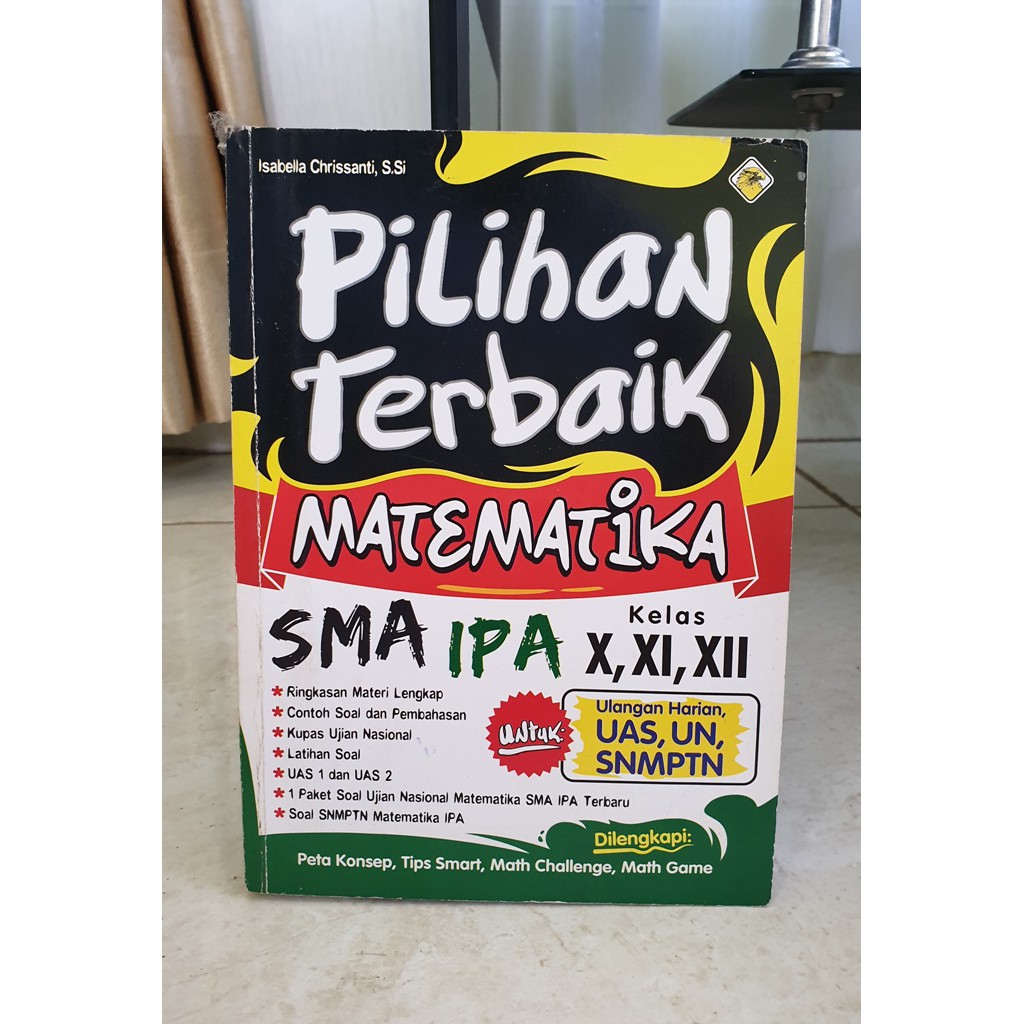 Isabella Chrissanti, S.Si
Pilihan
Terbaik
MATEMATIKA
SMA IPA
Kelas
X, XI, XII
* Ringkasan Materi Lengkap
* Contoh Soal dan Pembahasan
* Kupas Ujian Nasional
* Latihan Soal
* UAS 1 dan UAS 2
* 1 Paket Soal Ujian Nasional Matematika SMA IPA Terbaru
* Soal SNMPTN Matematika IPA
untuk:
Ulangan Harian,
UAS, UN,
SNMPTN
Dilengkapi:
Peta Konsep, Tips Smart, Math Challenge, Math Game